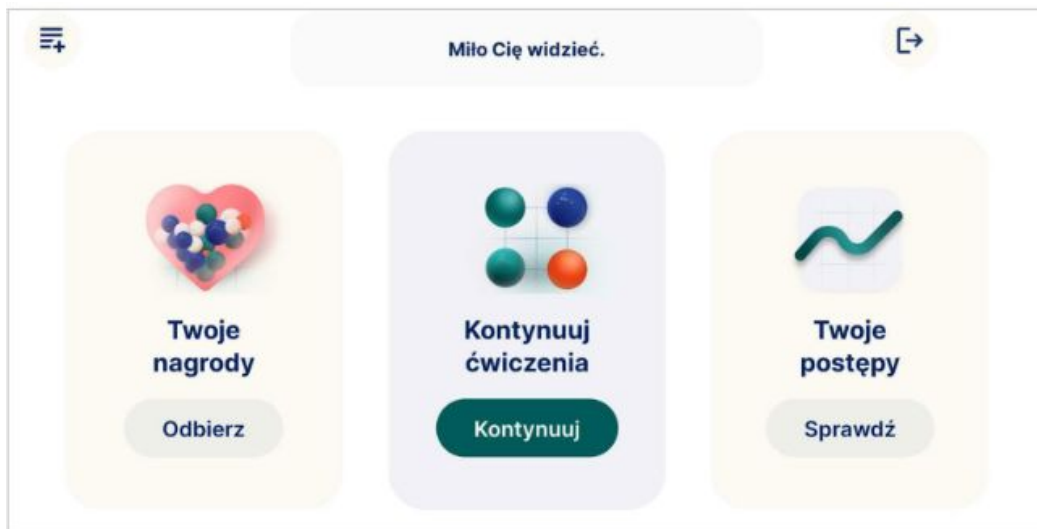 Miło Cię widzieć.
Twoje
nagrody
Odbierz
Kontynuuj
ćwiczenia
Kontynuuj
Twoje
postępy
Sprawdź